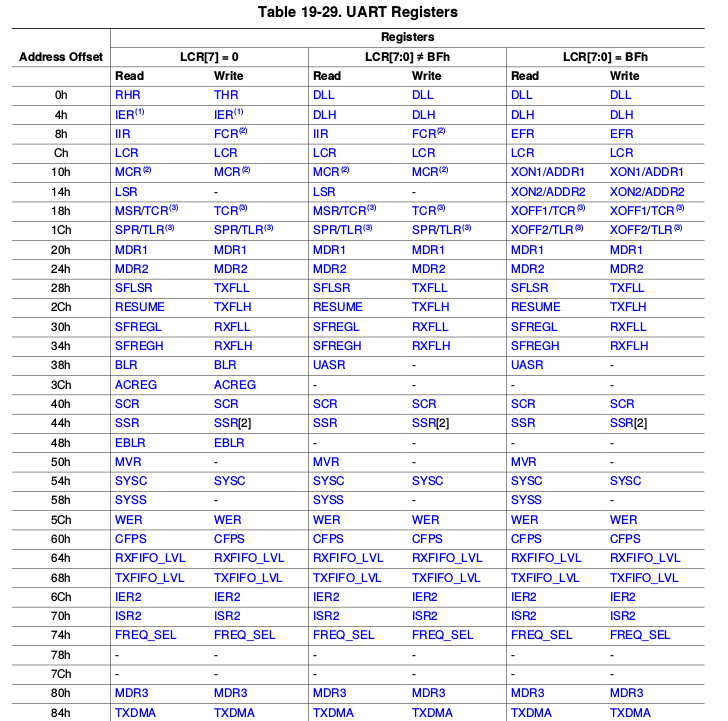 Table 19-29. UART Registers
Registers
Address Offset LCR[7] = 0 LCR[7:0] ≠ BFh LCR[7:0] = BFh
Read Write Read Write Read Write
0h RHR THR DLL DLL DLL DLL
4h IER(1) IER(1) DLH DLH DLH DLH
8h IIR FCR(2) IIR FCR(2) EFR EFR
Ch LCR LCR LCR LCR LCR LCR
10h MCR(2) MCR(2) MCR(2) MCR(2) XON1/ADDR1 XON1/ADDR1
14h LSR - LSR - XON2/ADDR2 XON2/ADDR2
18h MSR/TCR(3) TCR(3) MSR/TCR(3) TCR(3) XOFF1/TCR(3) XOFF1/TCR(3)
1Ch SPR/TLR(3) SPR/TLR(3) SPR/TLR(3) SPR/TLR(3) XOFF2/TLR(3) XOFF2/TLR(3)
20h MDR1 MDR1 MDR1 MDR1 MDR1 MDR1
24h MDR2 MDR2 MDR2 MDR2 MDR2 MDR2
28h SFLSR TXFLL SFLSR TXFLL SFLSR TXFLL
2Ch RESUME TXFLH RESUME TXFLH RESUME TXFLH
30h SFREGL RXFLL SFREGL RXFLL SFREGL RXFLL
34h SFREGH RXFLH SFREGH RXFLH SFREGH RXFLH
38h BLR BLR UASR - UASR -
3Ch ACREG ACREG - - - -
40h SCR SCR SCR SCR SCR SCR
44h SSR SSR[2] SSR SSR[2] SSR SSR[2]
48h EBLR EBLR - - - -
50h MVR - MVR - MVR -
54h SYSC SYSC SYSC SYSC SYSC SYSC
58h SYSS - SYSS - SYSS -
5Ch WER WER WER WER WER WER
60h CFPS CFPS CFPS CFPS CFPS CFPS
64h RXFIFO_LVL RXFIFO_LVL RXFIFO_LVL RXFIFO_LVL RXFIFO_LVL RXFIFO_LVL
68h TXFIFO_LVL TXFIFO_LVL TXFIFO_LVL TXFIFO_LVL TXFIFO_LVL TXFIFO_LVL
6Ch IER2 IER2 IER2 IER2 IER2 IER2
70h ISR2 ISR2 ISR2 ISR2 ISR2 ISR2
74h FREQ_SEL FREQ_SEL FREQ_SEL FREQ_SEL FREQ_SEL FREQ_SEL
78h - - - - - -
7Ch - - - - - -
80h MDR3 MDR3 MDR3 MDR3 MDR3 MDR3
84h TXDMA TXDMA TXDMA TXDMA TXDMA TXDMA